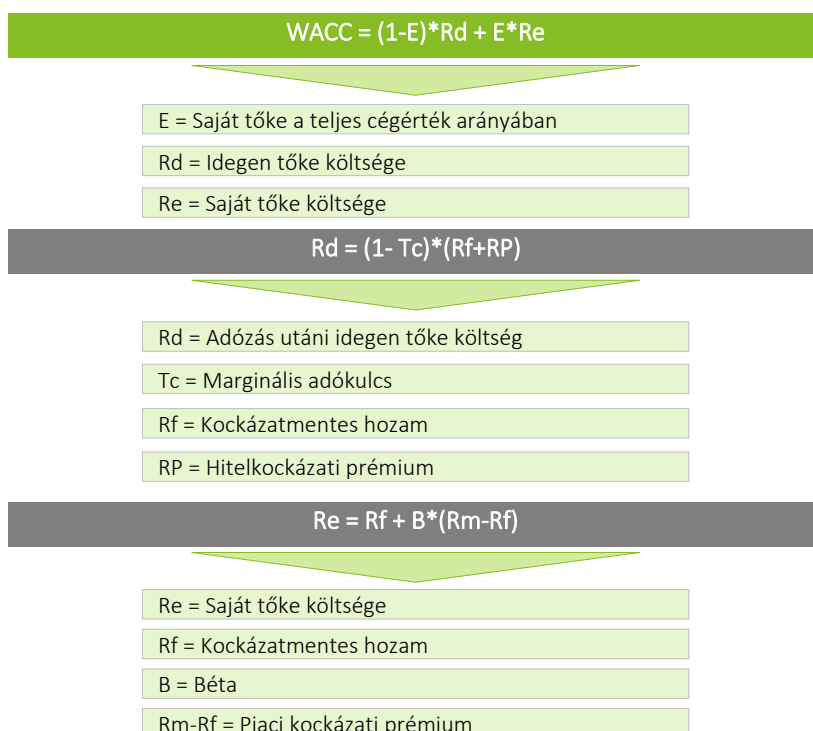 WACC = (1-E)*Rd + E*Re
E = Saját tőke a teljes cégérték arányában
Rd = Idegen tőke költsége
Re = Saját tőke költsége
Rd = (1- Tc)*(Rf+RP)
Rd = Adózás utáni idegen tőke költség
Tc = Marginális adókulcs
Rf = Kockázatmentes hozam
RP = Hitelkockázati prémium
Re = Rf + B*(Rm-Rf)
Re = Saját tőke költsége
Rf = Kockázatmentes hozam
B = Béta
Rm-Rf = Piaci kockázati prémium